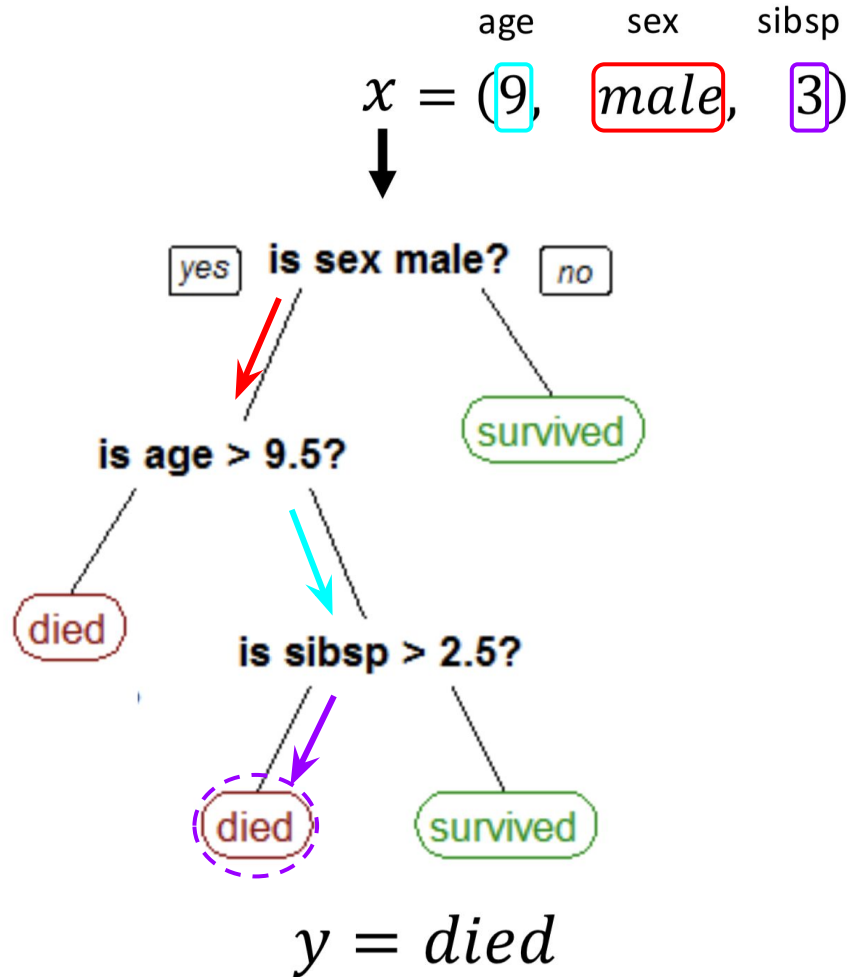 age sex sibsp
x = (9, male, 3)
yes is sex male? no
survived
is age > 9.5?
died
is sibsp > 2.5?
died survived
y = died